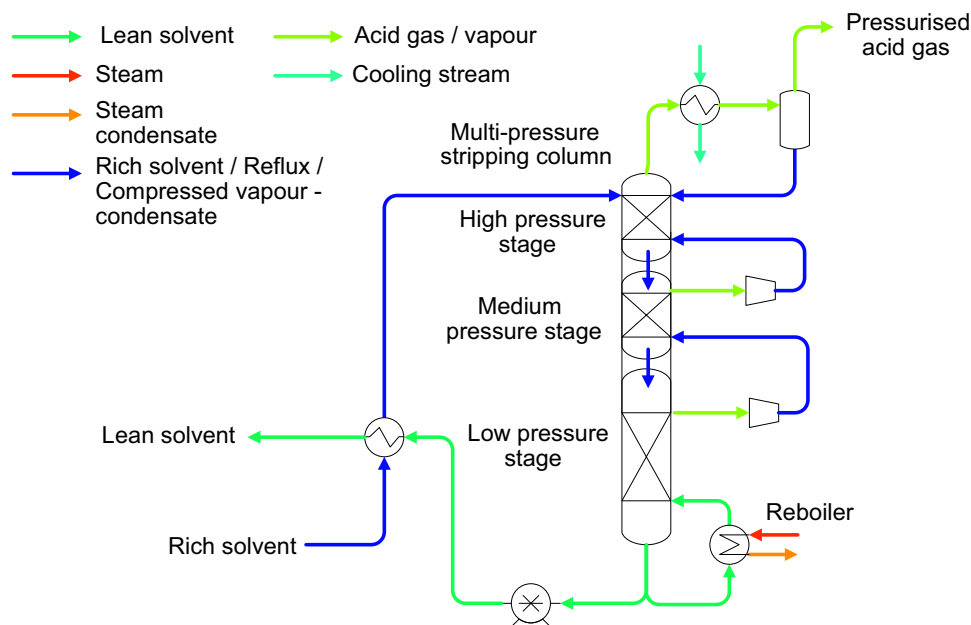 Lean solvent
Acid gas / vapour
Steam
Cooling stream
Steam
condensate
Rich solvent / Reflux /
Compressed vapour -
condensate
Pressurised
acid gas
Multi-pressure
stripping column
High pressure
stage
Medium
pressure stage
Low pressure
stage
Lean solvent
Rich solvent
Reboiler